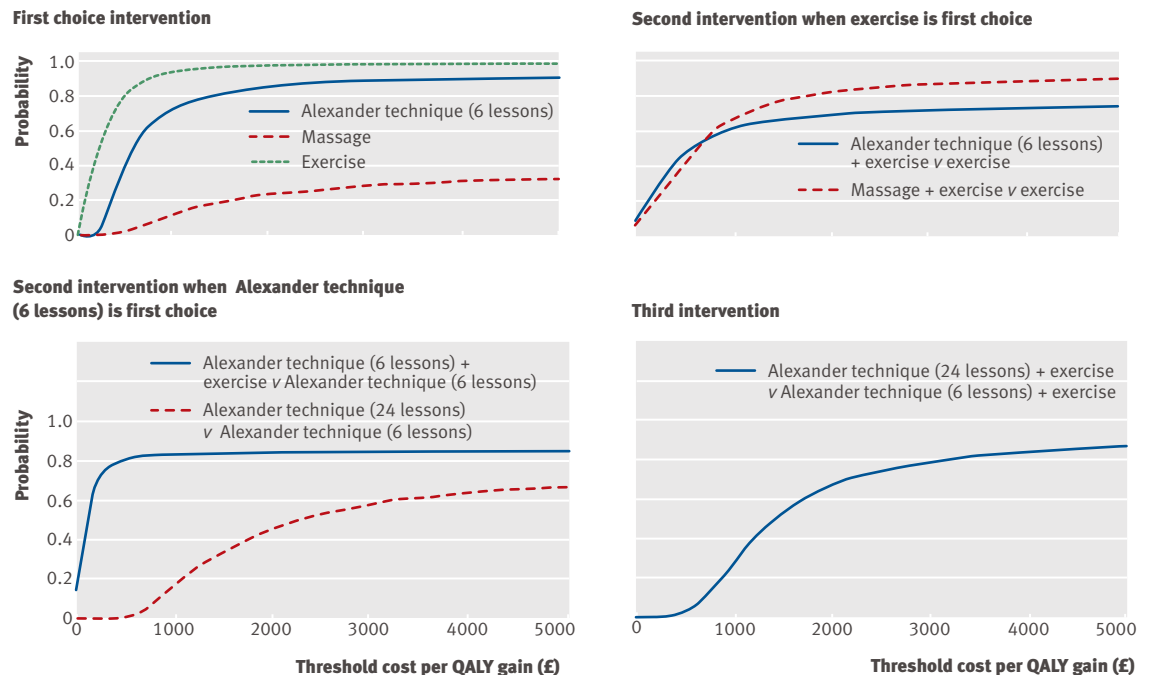 First choice intervention
Probability
1.0
0.8
0.6
0.4
0.2
0
Alexander technique (6 lessons)
Massage
Exercise
Second intervention when exercise is first choice
Alexander technique (6 lessons)
+ exercise v exercise
Massage + exercise v exercise
Second intervention when Alexander technique
(6 lessons) is first choice
Probability
1.0
0.8
0.6
0.4
0.2
0
Alexander technique (6 lessons) +
exercise v Alexander technique (6 lessons)
Alexander technique (24 lessons)
v Alexander technique (6 lessons)
0 1000 2000 3000 4000 5000
Threshold cost per QALY gain (£)
Third intervention
Alexander technique (24 lessons) + exercise
v Alexander technique (6 lessons) + exercise
0 1000 2000 3000 4000 5000
Threshold cost per QALY gain (£)